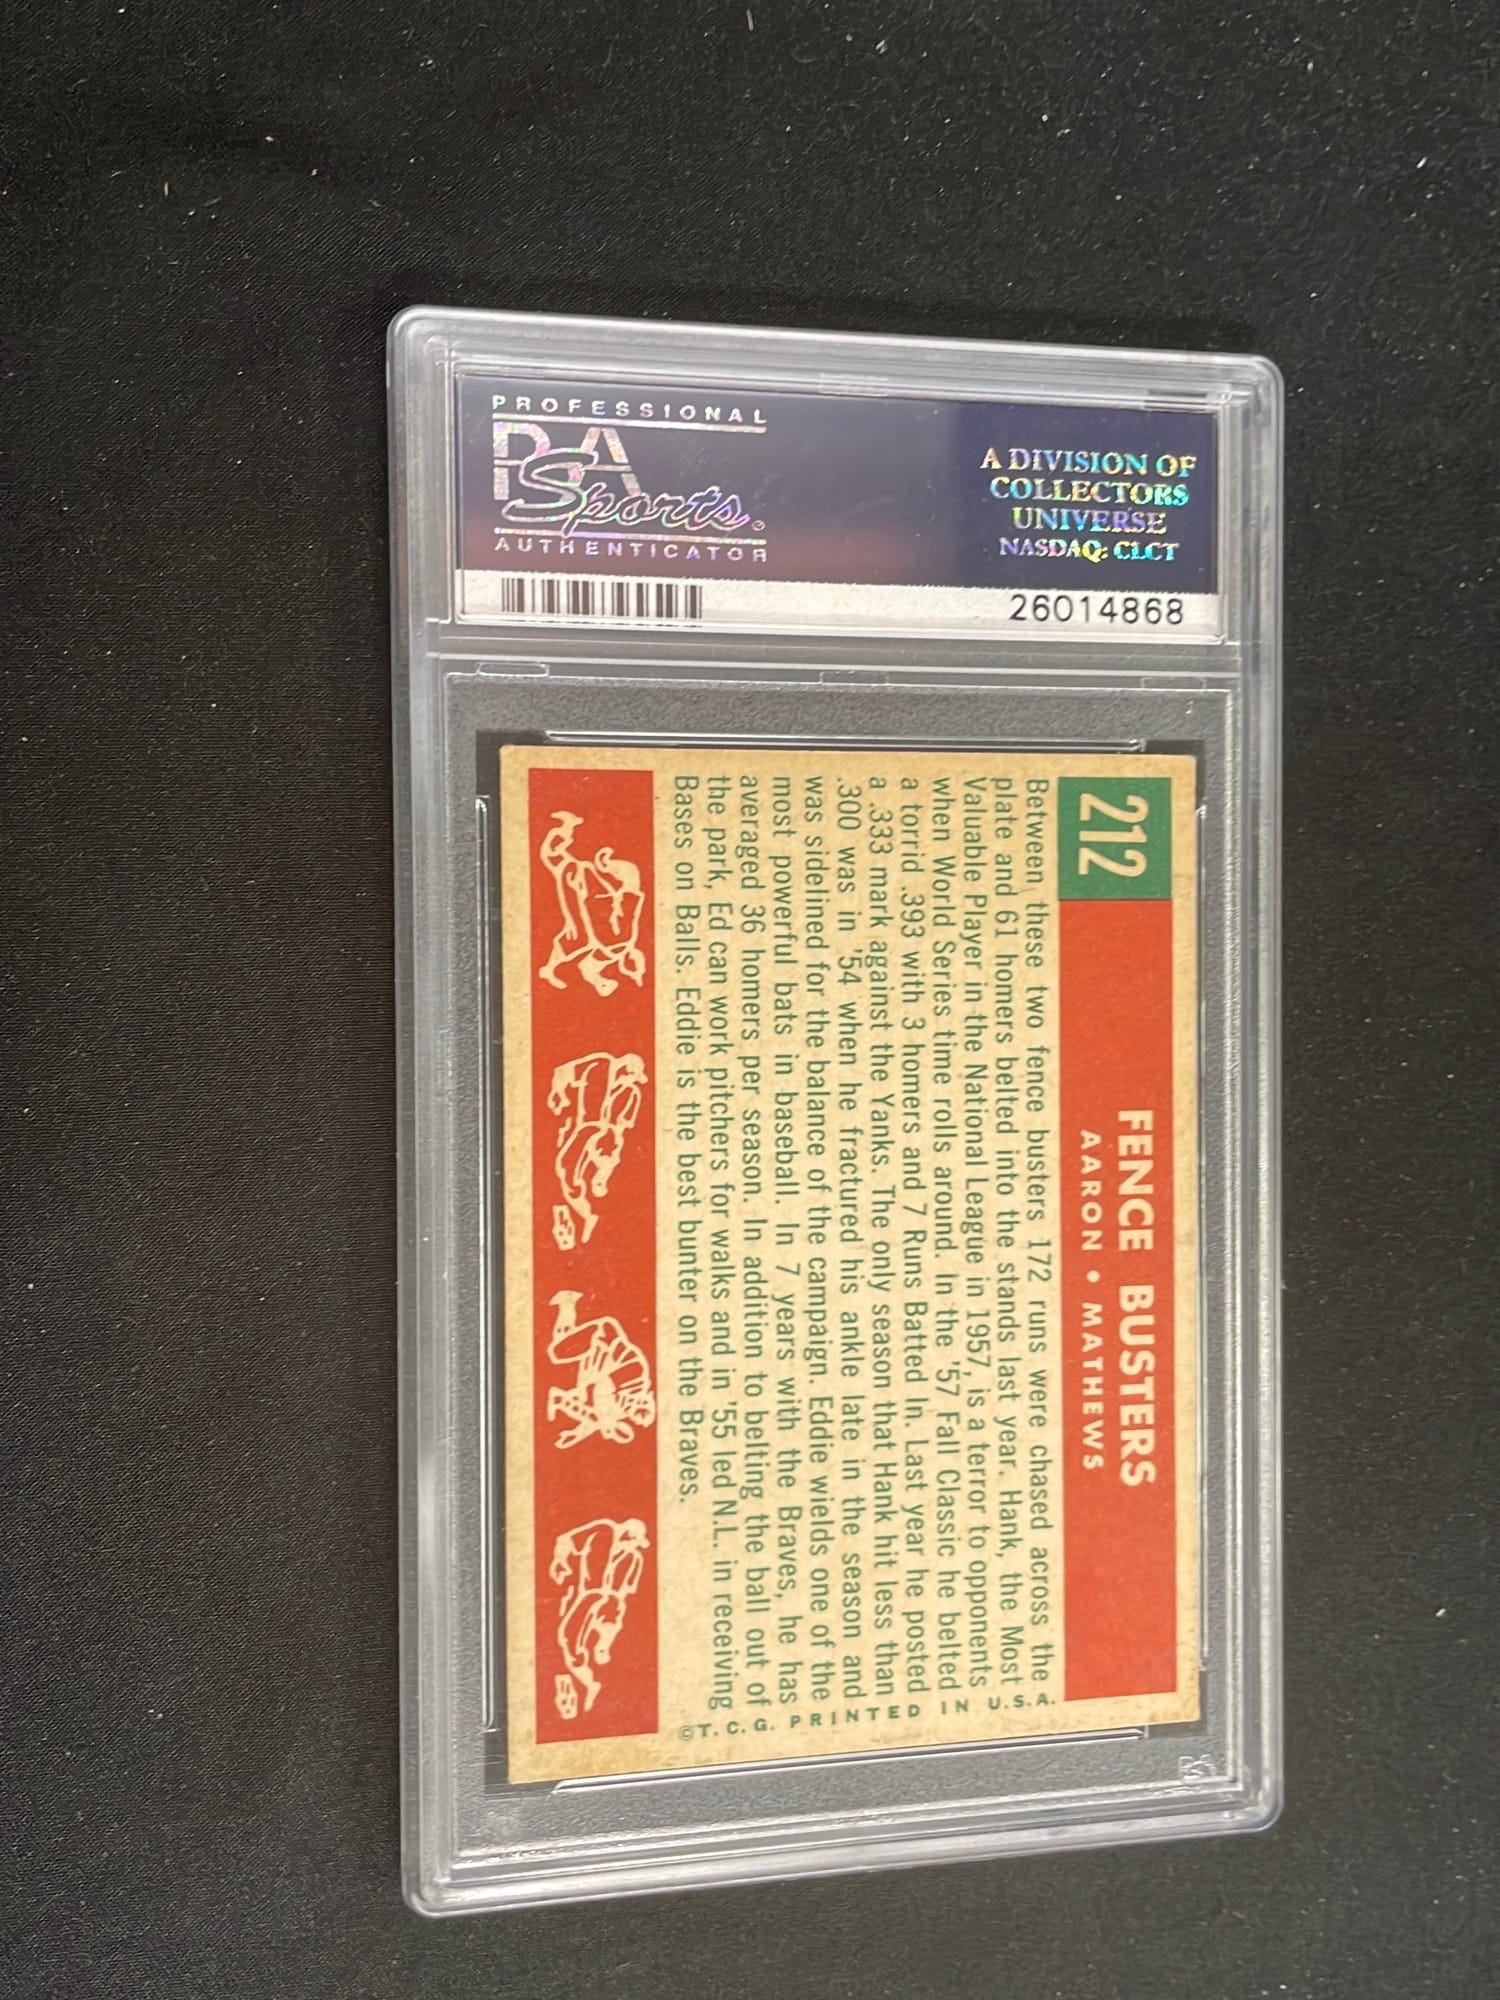 PROFESSIONAL
PSA
Sports
AUTHENTICATOR
A DIVISION OF
COLLECTORS
UNIVERSE
NASDAQ: CLCT
26014868
212
FENCE BUSTERS
AARON • MATHEWS
Between these two fence busters 172 runs were chased across the
plate and 61 homers belted into the stands last year. Hank, the Most
Valuable Player in the National League in 1957, is a terror to opponents
when World Series time rolls around. In the '57 Fall Classic he belted
a torrid .393 with 3 homers and 7 Runs Batted In. Last year he posted
a .333 mark against the Yanks. The only season that Hank hit less than
.300 was in '54 when he fractured his ankle late in the season and
was sidelined for the balance of the campaign. Eddie wields one of the
most powerful bats in baseball. In 7 years with the Braves, he has
averaged 36 homers per season. In addition to belting the ball out of
the park, Ed can work pitchers for walks and in '55 led N.L. in receiving
Bases on Balls. Eddie is the best bunter on the Braves.
©T. C. G. PRINTED IN U.S.A.
PSA